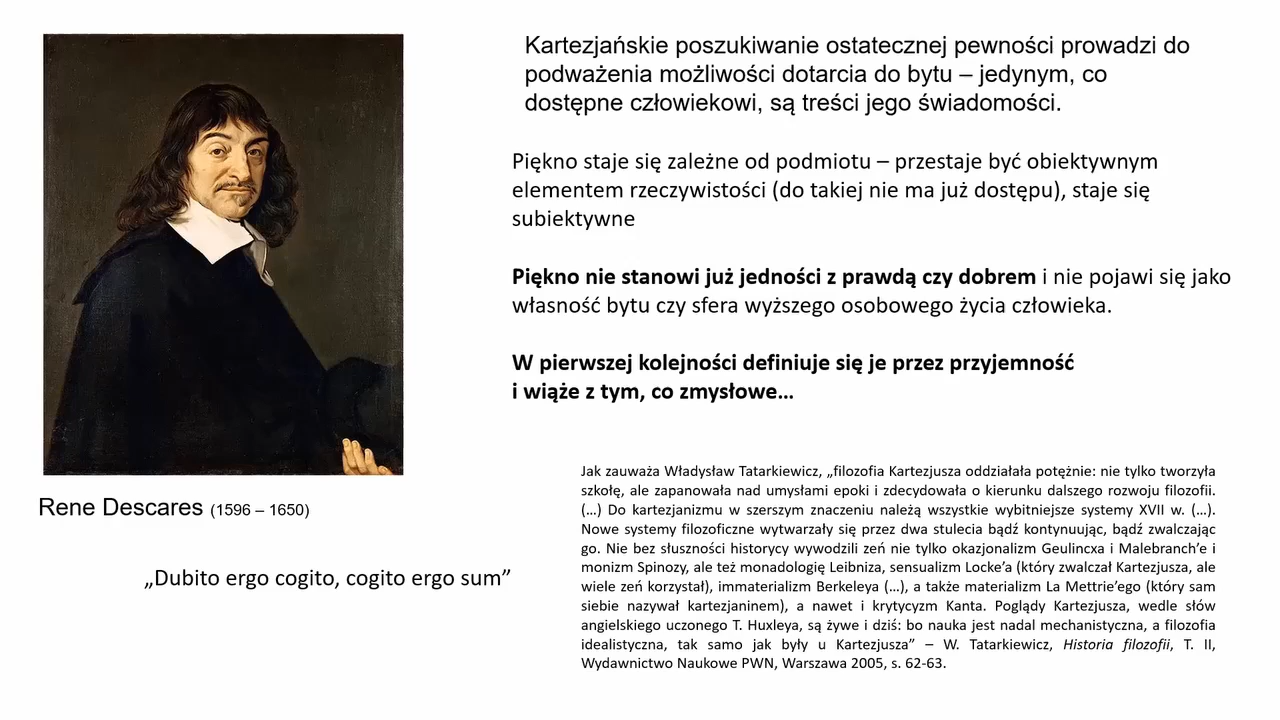 Kartezjańskie poszukiwanie ostatecznej pewności prowadzi do
podważenia możliwości dotarcia do bytu – jedynym, co
dostępne człowiekowi, są treści jego świadomości.
Piękno staje się zależne od podmiotu – przestaje być obiektywnym
elementem rzeczywistości (do takiej nie ma już dostępu), staje się
subiektywne
Piękno nie stanowi już jedności z prawdą czy dobrem i nie pojawi się jako
własność bytu czy sfera wyższego osobowego życia człowieka.
W pierwszej kolejności definiuje się je przez przyjemność
i wiąże z tym, co zmysłowe...
Rene Descares (1596 – 1650)
„Dubito ergo cogito, cogito ergo sum”
Jak zauważa Władysław Tatarkiewicz, „filozofia Kartezjusza oddziałała potężnie: nie tylko tworzyła
szkołę, ale zapanowała nad umysłami epoki i zdecydowała o kierunku dalszego rozwoju filozofii.
(…) Do kartezjanizmu w szerszym znaczeniu należą wszystkie wybitniejsze systemy XVII w. (…).
Nowe systemy filozoficzne wytwarzały się przez dwa stulecia bądź kontynuując, bądź zwalczając
go. Nie bez słuszności historycy wywodzili zeń nie tylko okazjonalizm Geulincxa i Malebranch’e i
monizm Spinozy, ale też monadologię Leibniza, sensualizm Locke’a (który zwalczał Kartezjusza, ale
wiele zeń korzystał), immaterializm Berkeleya (…), a także materializm La Mettrie’ego (który sam
siebie nazywał kartezjaninem), a nawet i krytycyzm Kanta. Poglądy Kartezjusza, wedle słów
angielskiego uczonego T. Huxleya, są żywe i dziś: bo nauka jest nadal mechanistyczna, a filozofia
idealistyczna, tak samo jak były u Kartezjusza” – W. Tatarkiewicz, Historia filozofii, T. II,
Wydawnictwo Naukowe PWN, Warszawa 2005, s. 62-63.